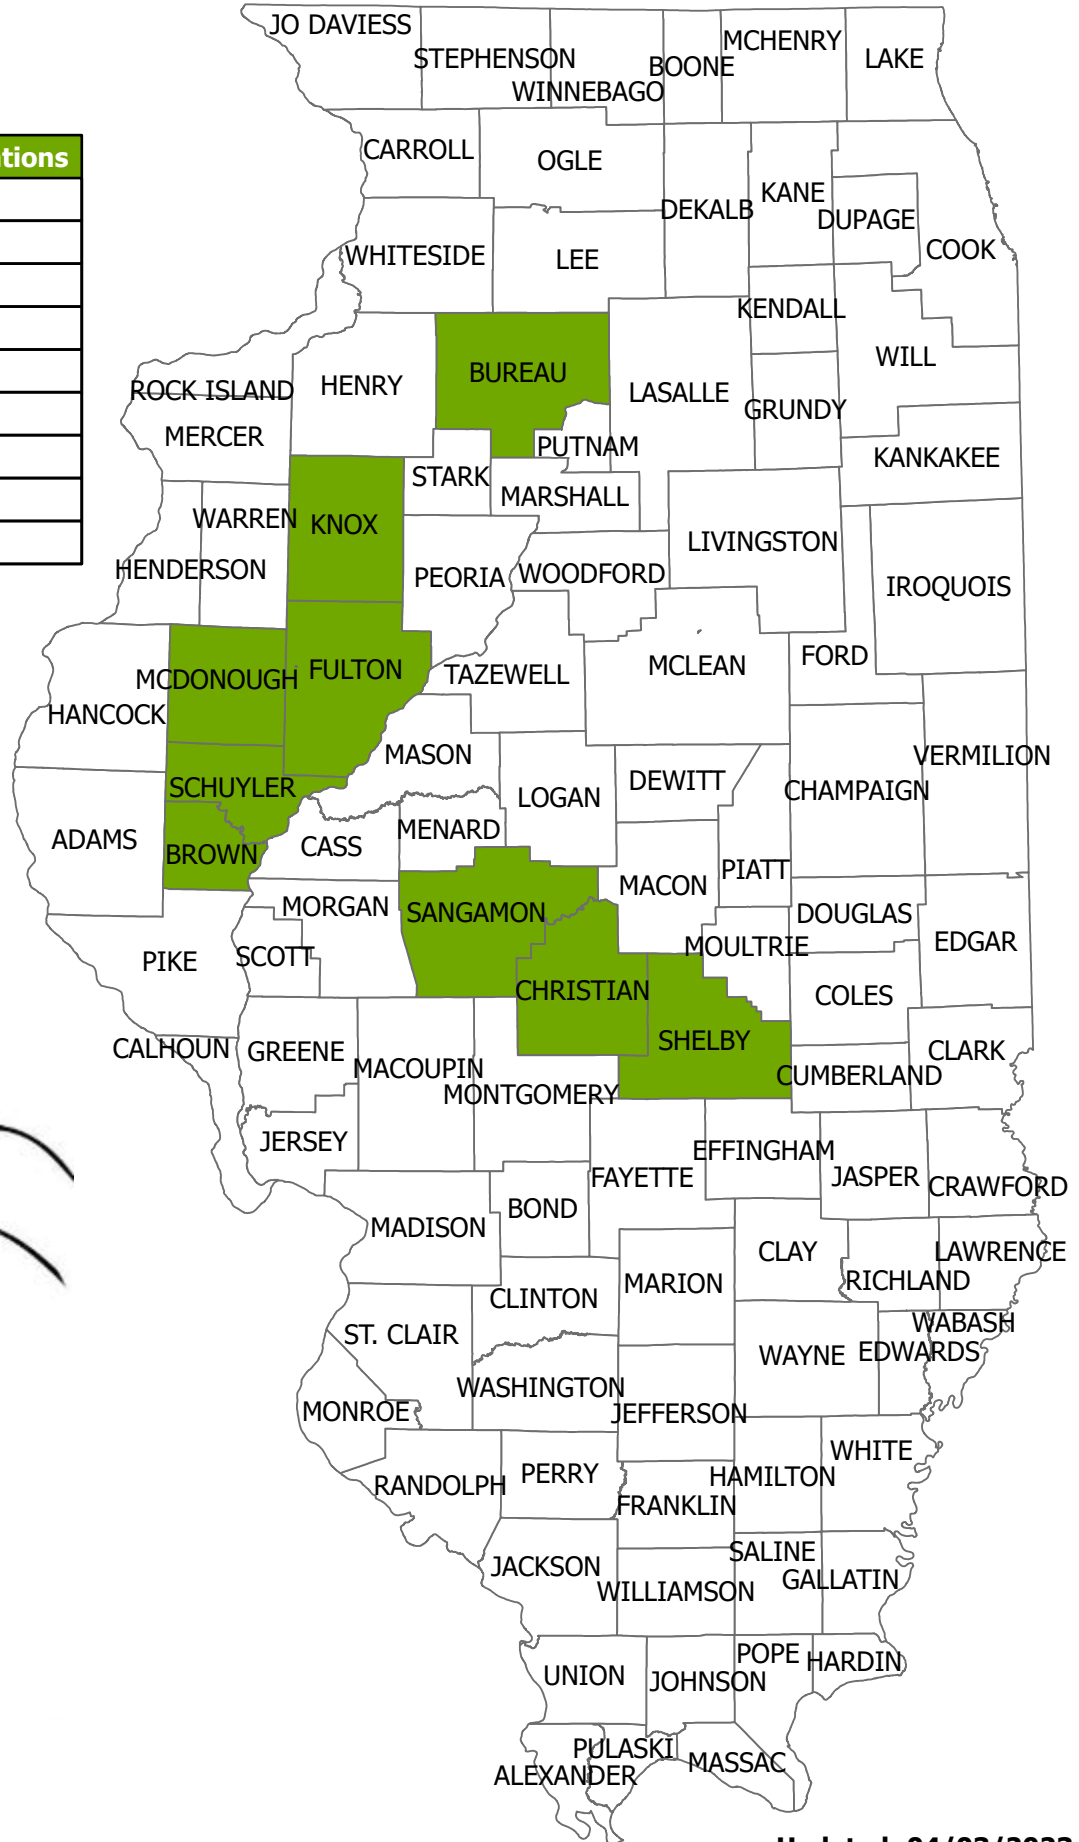 JO DAVIESS
STEPHENSON
WINNEBAGO
BOONE
MCHENRY
LAKE
CARROLL
OGLE
DEKALB
KANE
DUPAGE
COOK
WHITESIDE
LEE
KENDALL
WILL
ROCK ISLAND
HENRY
BUREAU
LASALLE
GRUNDY
MERCER
PUTNAM
KANKAKEE
STARK
MARSHALL
WARREN
KNOX
LIVINGSTON
HENDERSON
PEORIA
WOODFORD
IROQUOIS
MCDONOUGH
FULTON
TAZEWELL
MCLEAN
FORD
HANCOCK
MASON
VERMILION
SCHUYLER
LOGAN
DEWITT
CHAMPAIGN
ADAMS
BROWN
CASS
MENARD
MACON
PIATT
MORGAN
SANGAMON
DOUGLAS
PIKE
SCOTT
MOULTRIE
EDGAR
CHRISTIAN
COLES
CALHOUN
GREENE
MACOUPIN
MONTGOMERY
SHELBY
CUMBERLAND
CLARK
JERSEY
FAYETTE
EFFINGHAM
JASPER
CRAWFORD
MADISON
BOND
CLAY
RICHLAND
LAWRENCE
CLINTON
MARION
ST. CLAIR
WAYNE
EDWARDS
WABASH
MONROE
WASHINGTON
JEFFERSON
RANDOLPH
PERRY
FRANKLIN
HAMILTON
WHITE
JACKSON
WILLIAMSON
SALINE
GALLATIN
UNION
JOHNSON
POPE
HARDIN
ALEXANDER
PULASKI
MASSAC